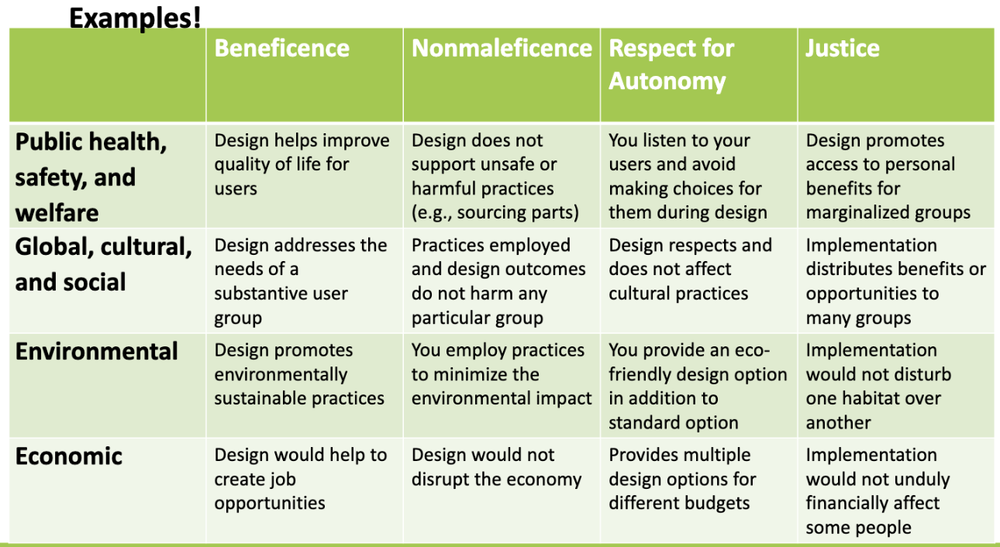 Examples!
Beneficence
Nonmaleficence
Respect for
Autonomy
Justice
Public health,
safety, and
welfare
Design helps improve
quality of life for
users
Design does not
support unsafe or
harmful practices
(e.g., sourcing parts)
You listen to your
users and avoid
making choices for
them during design
Design promotes
access to personal
benefits for
marginalized groups
Global, cultural,
and social
Design addresses the
needs of a
substantive user
group
Practices employed
and design outcomes
do not harm any
particular group
Design respects and
does not affect
cultural practices
Implementation
distributes benefits or
opportunities to
many groups
Environmental
Design promotes
environmentally
sustainable practices
You employ practices
to minimize the
environmental impact
You provide an eco-
friendly design option
in addition to
standard option
Implementation
would not disturb
one habitat over
another
Economic
Design would help to
create job
opportunities
Design would not
disrupt the economy
Provides multiple
design options for
different budgets
Implementation
would not unduly
financially affect
some people